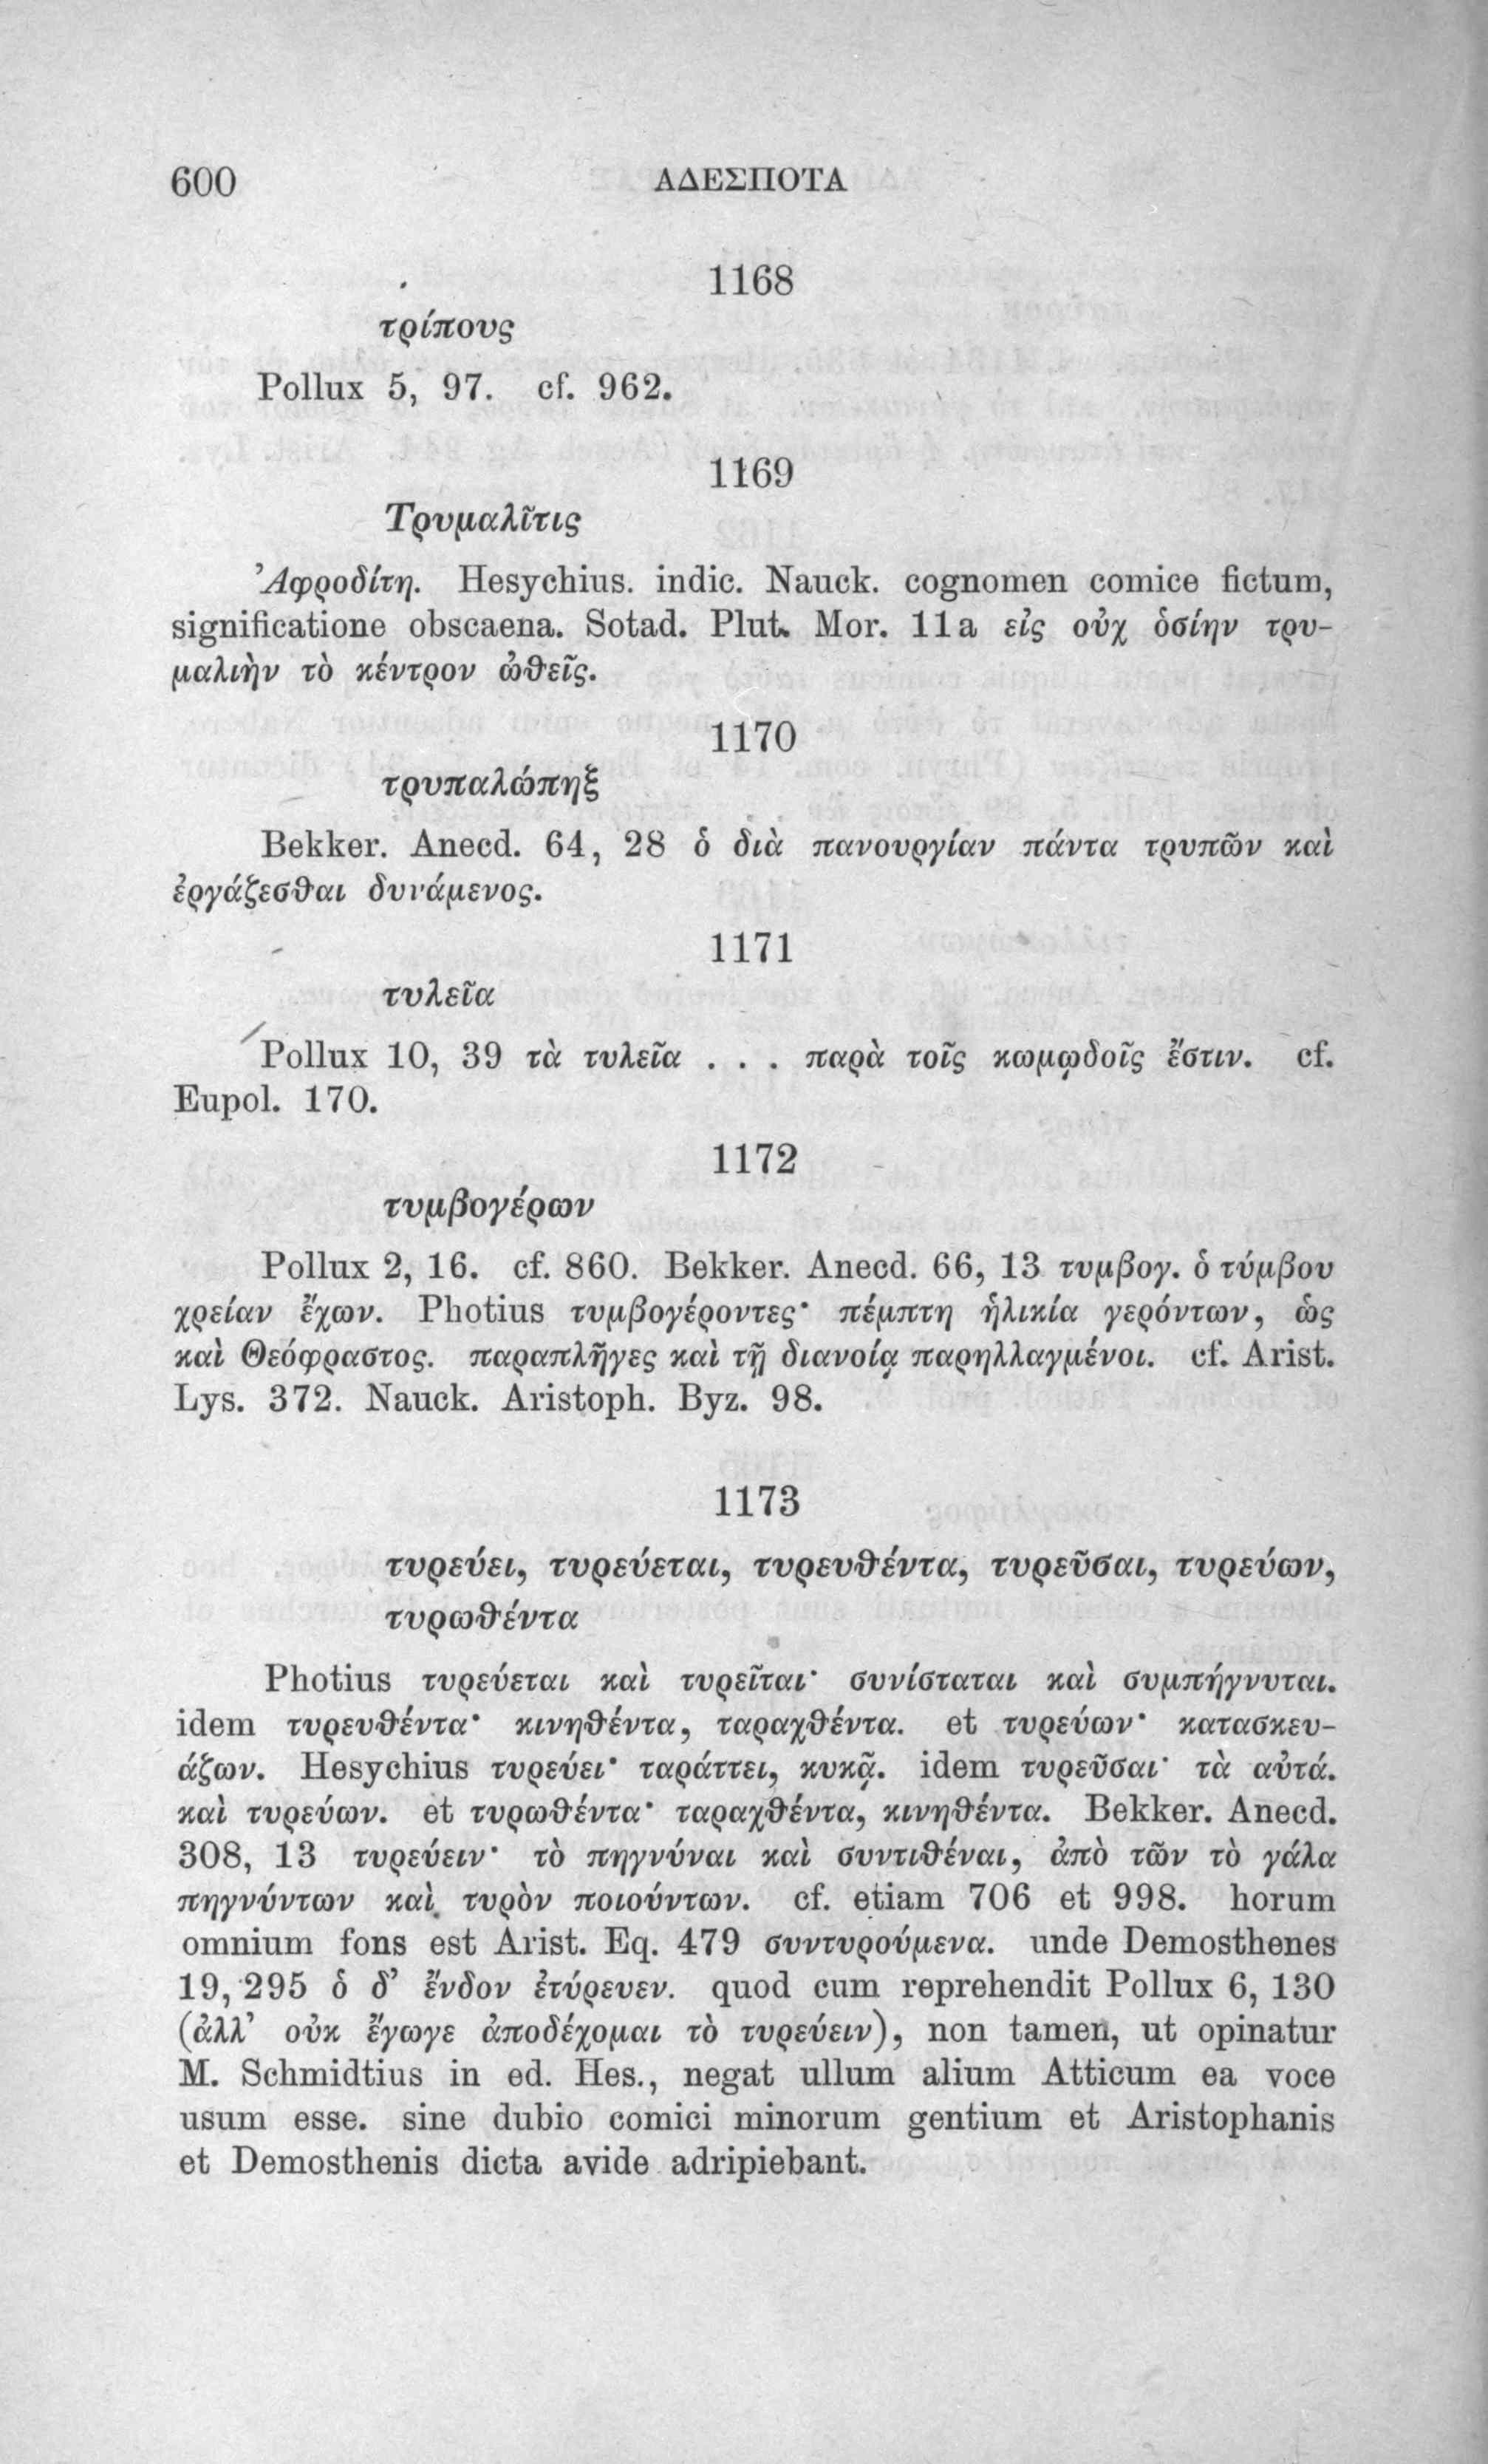 600 ΑΔΕΣΠΟΤΑ
1168
τρίπους
Pollux 5, 97. cf. 962.
1169
Τρυμαλῖτις
Ἀφροδίτη. Hesychius. indic. Nauck. cognomen comice fictum,
significatione obscaena. Sotad. Plut. Mor. 11a εἰς οὐχ ὁσίην τρυ-
μαλιὴν τὸ κέντρον ὠθεῖς.
1170
τρυπαλώπηξ
Bekker. Anecd. 64, 28 ὁ διὰ πανουργίαν πάντα τρυπῶν καὶ
ἐργάζεσθαι δυνάμενος.
1171
τυλεῖα
Pollux 10, 39 τὰ τυλεῖα . . . παρὰ τοῖς κωμῳδοῖς ἔστιν. cf.
Eupol. 170.
1172
τυμβογέρων
Pollux 2, 16. cf. 860. Bekker. Anecd. 66, 13 τυμβογ. ὁ τύμβου
χρείαν ἔχων. Photius τυμβογέροντες· πέμπτη ἡλικία γερόντων, ὡς
καὶ Θεόφραστος. παραπλῆγες καὶ τῇ διανοίᾳ παρηλλαγμένοι. cf. Arist.
Lys. 372. Nauck. Aristoph. Byz. 98.
1173
τυρεύει, τυρεύεται, τυρευθέντα, τυρεῦσαι, τυρεύων,
τυρωθέντα
Photius τυρεύεται καὶ τυρεῖται· συνίσταται καὶ συμπήγνυται.
idem τυρευθέντα· κινηθέντα, ταραχθέντα. et τυρεύων· κατασκευ-
άζων. Hesychius τυρεύει· ταράττει, κυκᾷ. idem τυρεῦσαι· τὰ αὐτά.
καὶ τυρεύων. et τυρωθέντα· ταραχθέντα, κινηθέντα. Bekker. Anecd.
308, 13 τυρεύειν· τὸ πηγνύναι καὶ συντιθέναι, ἀπὸ τῶν τὸ γάλα
πηγνύντων καὶ τυρὸν ποιούντων. cf. etiam 706 et 998. horum
omnium fons est Arist. Eq. 479 συντυρούμενα. unde Demosthenes
19, 295 ὁ δ’ ἔνδον ἐτύρευεν. quod cum reprehendit Pollux 6, 130
(ἀλλ’ οὐκ ἔγωγε ἀποδέχομαι τὸ τυρεύειν), non tamen, ut opinatur
M. Schmidtius in ed. Hes., negat ullum alium Atticum ea voce
usum esse. sine dubio comici minorum gentium et Aristophanis
et Demosthenis dicta avide adripiebant.